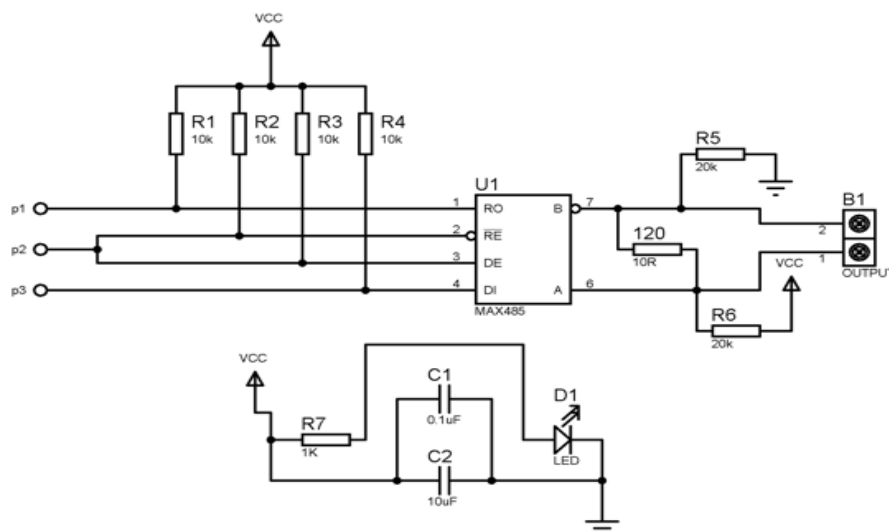 VCC
R1
10k
R2
10k
R3
10k
R4
10k
R5
20k
p1
p2
p3
U1
1
RO
2
RE
3
DE
4
DI
B
7
A
6
MAX485
120
10R
B1
2
1
OUTPUT
VCC
R6
20k
VCC
R7
1K
C1
0.1uF
C2
10uF
D1
LED